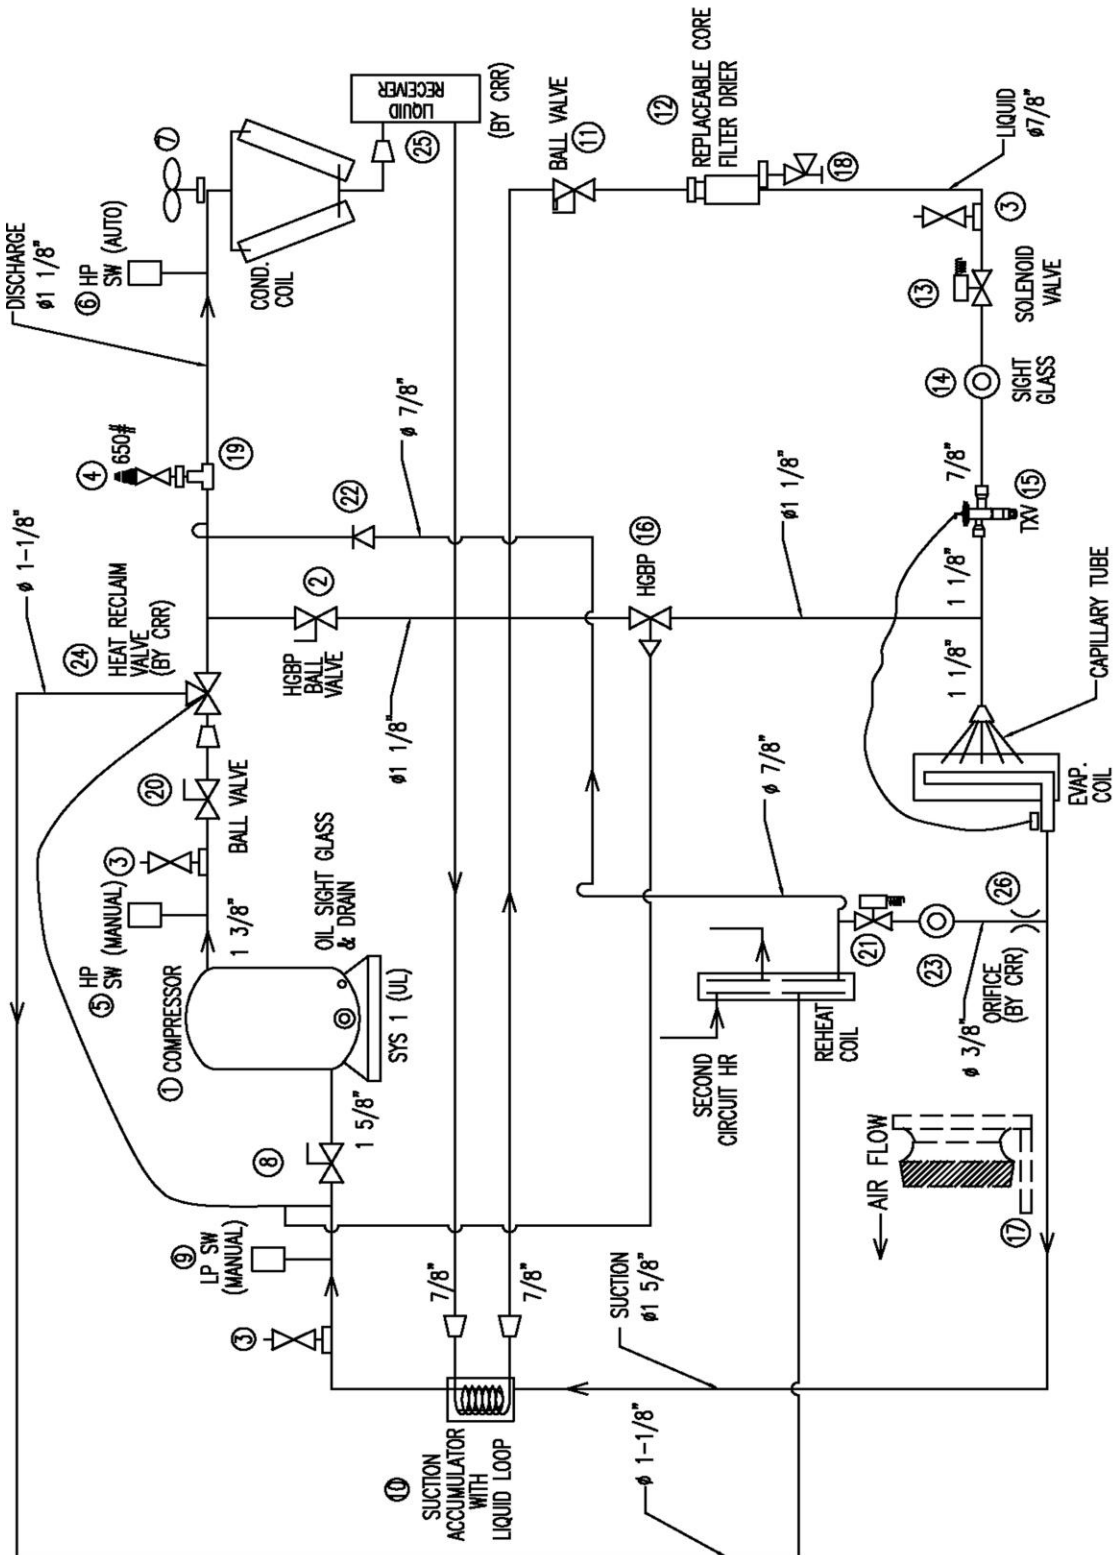 DISCHARGE
ø1 1/8"
⑥ HP
SW (AUTO)
⑦
COND.
COIL
LIQUID
RECEIVER
(BY CRR)
㉕
ø 1-1/8"
㉔
HEAT RECLAIM
VALVE
(BY CRR)
④
650#
⑲
㉒
ø 7/8"
②
HGBP
BALL
VALVE
ø1 1/8"
HGBP ⑯
ø1 1/8"
⑳
BALL VALVE
③
HP
⑤ SW (MANUAL)
1 3/8"
① COMPRESSOR
OIL SIGHT GLASS
& DRAIN
SYS 1 (UL)
1 5/8"
⑧
⑨
LP SW
(MANUAL)
③
7/8"
7/8"
⑩
SUCTION
ACCUMULATOR
WITH
LIQUID LOOP
BALL VALVE
⑪
⑫
REPLACEABLE CORE
FILTER DRIER
⑱
LIQUID
ø7/8"
③
⑬
SOLENOID
VALVE
⑭
SIGHT
GLASS
7/8"
TXV ⑮
1 1/8"
1 1/8"
CAPILLARY TUBE
EVAP.
COIL
ø 7/8"
SECOND
CIRCUIT HR
REHEAT
COIL
㉑
㉓
㉖
ORIFICE
(BY CRR)
ø 3/8"
AIR FLOW
⑰
SUCTION
ø1 5/8"
ø 1-1/8"